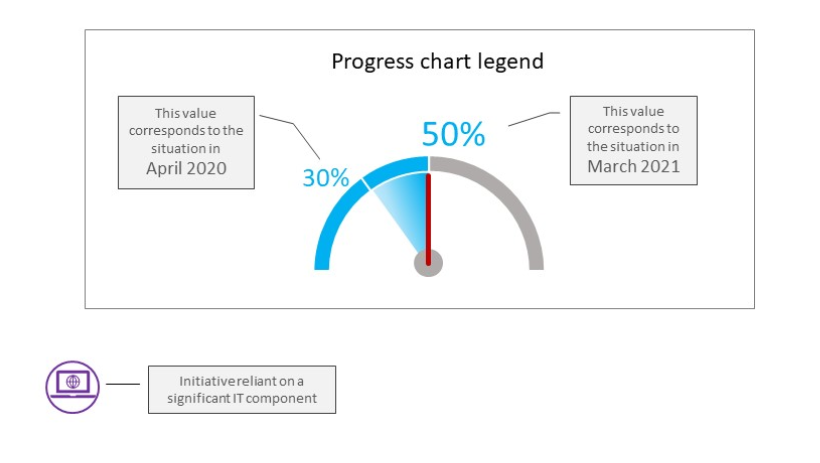 Progress chart legend
This value
corresponds to the
situation in
April 2020
This value
corresponds to
the situation in
March 2021
50%
30%
Initiative reliant on a
significant IT component